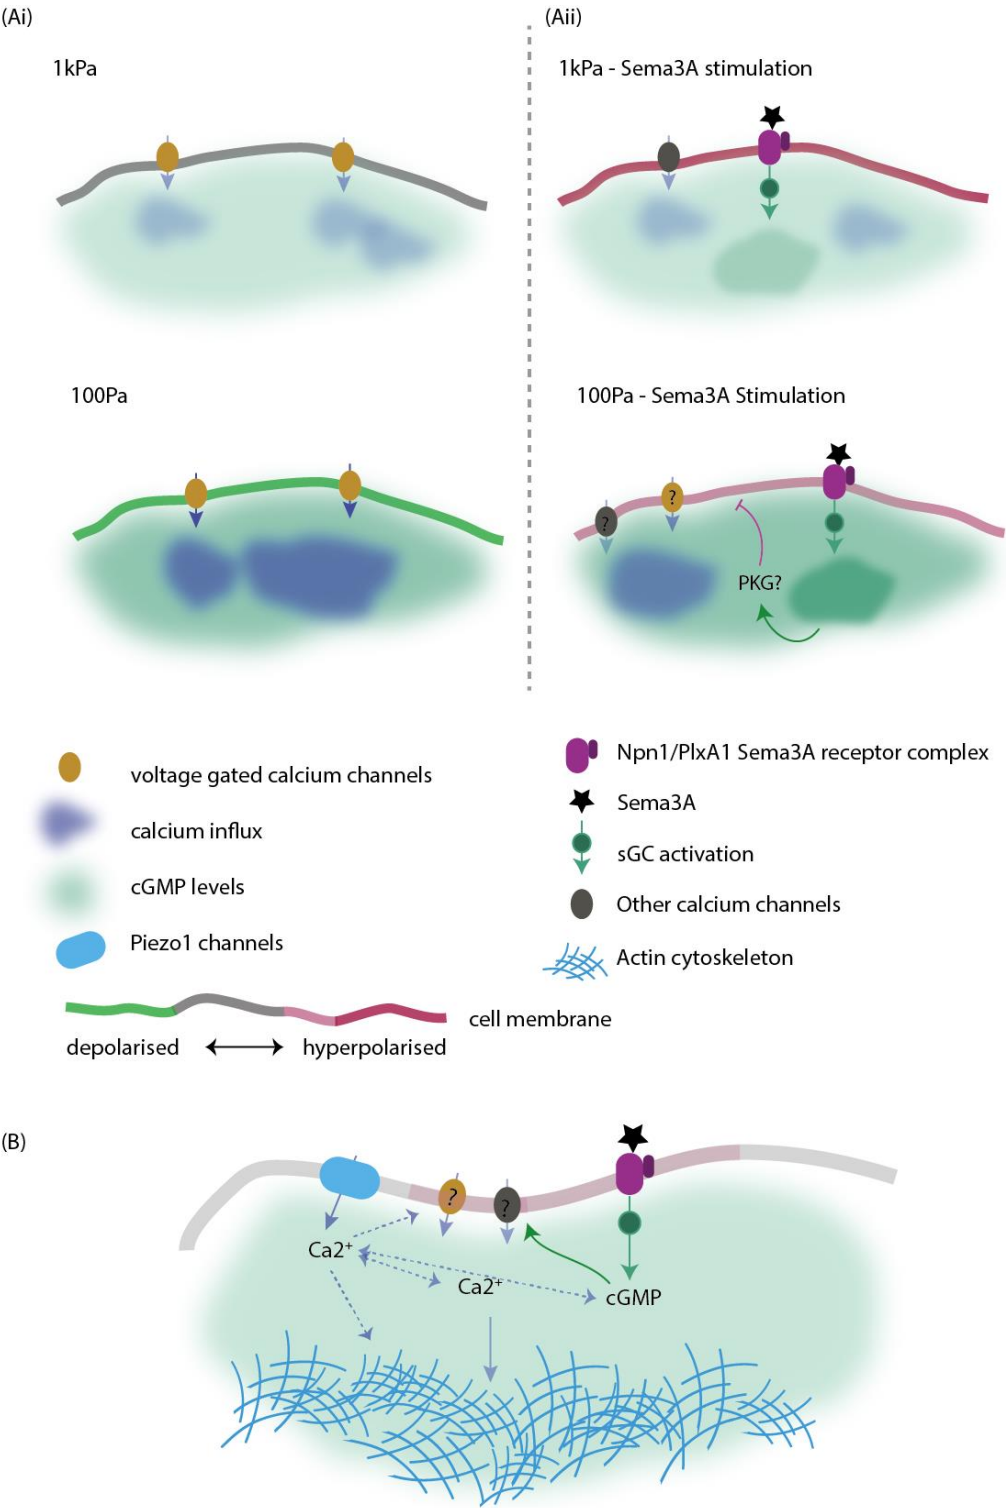 (Ai)
(Aii)
1kPa
1kPa - Sema3A stimulation
100Pa
100Pa - Sema3A Stimulation
?
?
PKG?
voltage gated calcium channels
calcium influx
cGMP levels
Piezo1 channels
cell membrane
depolarised
hyperpolarised
Npn1/PlxA1 Sema3A receptor complex
Sema3A
sGC activation
Other calcium channels
Actin cytoskeleton
(B)
?
?
Ca2⁺
Ca2⁺
cGMP